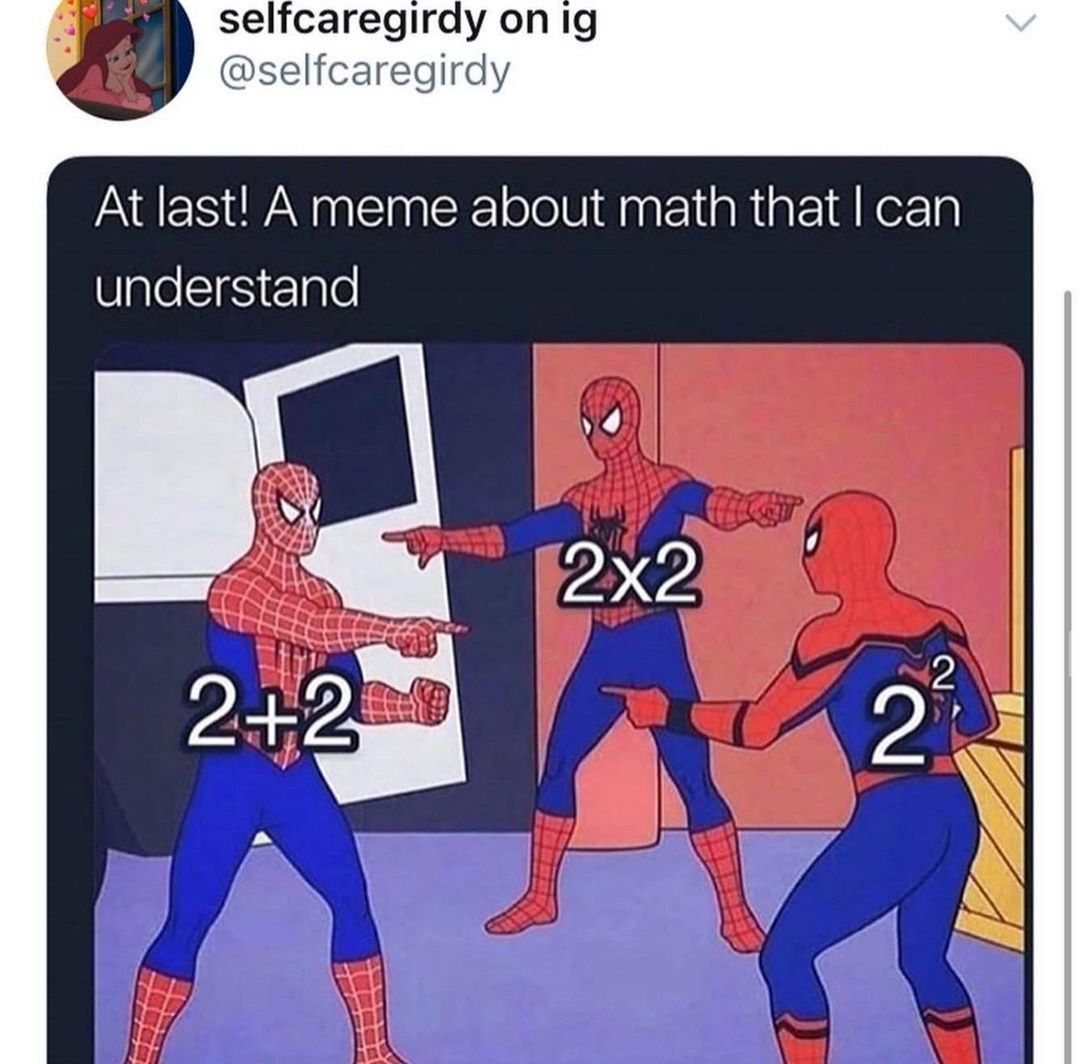 selfcaregirdy on ig
@selfcaregirdy
At last! A meme about math that I can
understand
2x2
2+2
2²